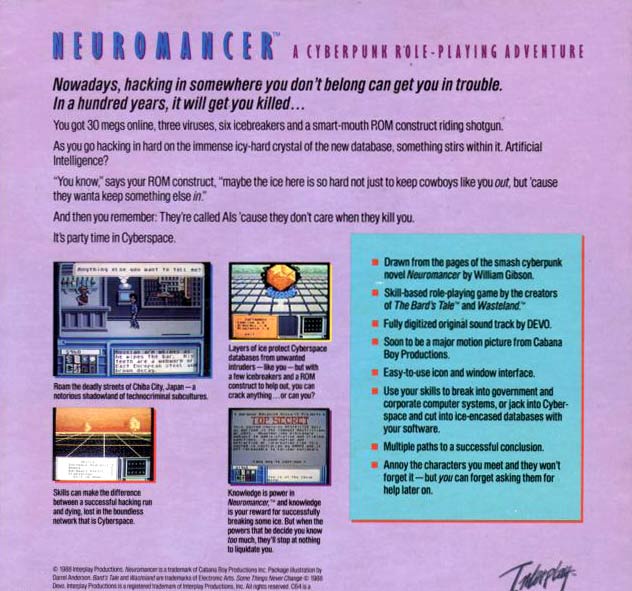 NEUROMANCER™ A CYBERPUNK ROLE-PLAYING ADVENTURE
Nowadays, hacking in somewhere you don't belong can get you in trouble.
In a hundred years, it will get you killed...
You got 30 megs online, three viruses, six icebreakers and a smart-mouth ROM construct riding shotgun.
As you go hacking in hard on the immense icy-hard crystal of the new database, something stirs within it. Artificial
Intelligence?
"You know," says your ROM construct, "maybe the ice here is so hard not just to keep cowboys like you out, but 'cause
they wanta keep something else in."
And then you remember: They're called AIs 'cause they don't care when they kill you.
It's party time in Cyberspace.
Anything else you want to tell me?
Roam the deadly streets of Chiba City, Japan — a
notorious shadowland of technocriminal subcultures.
Skills can make the difference
between a successful hacking run
and dying, lost in the boundless
network that is Cyberspace.
Layers of ice protect Cyberspace
databases from unwanted
intruders — like you — but with
a few icebreakers and a ROM
construct to help out, you can
crack anything...or can you?
TOP SECRET
Knowledge is power in
Neuromancer,™ and knowledge
is your reward for successfully
breaking some ice. But when the
powers that be decide you know
too much, they'll stop at nothing
to liquidate you.
Drawn from the pages of the smash cyberpunk
novel Neuromancer by William Gibson.
Skill-based role-playing game by the creators
of The Bard's Tale™ and Wasteland.™
Fully digitized original sound track by DEVO.
Soon to be a major motion picture from Cabana
Boy Productions.
Easy-to-use icon and window interface.
Use your skills to break into government and
corporate computer systems, or jack into Cyber-
space and cut into ice-encased databases with
your software.
Multiple paths to a successful conclusion.
Annoy the characters you meet and they won't
forget it — but you can forget asking them for
help later on.
© 1988 Interplay Productions. Neuromancer is a trademark of Cabana Boy Productions Inc. Package illustration by
Darrel Anderson. Bard's Tale and Wasteland are trademarks of Electronic Arts. Some Things Never Change © 1988
Devo. Interplay Productions is a registered trademark of Interplay Productions, Inc. All rights reserved. C64 is a
Interplay